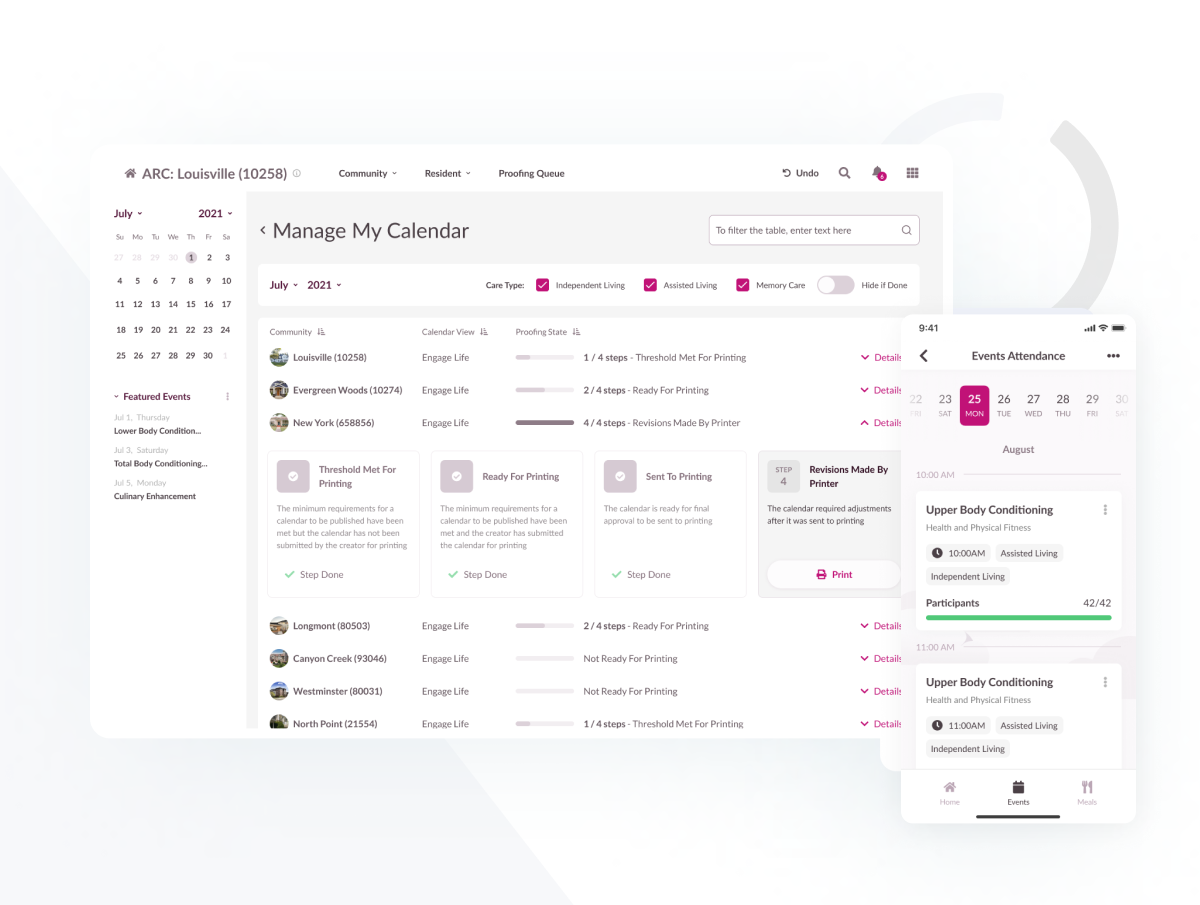 ARC: Louisville (10258)
Community
Resident
Proofing Queue
Undo
6
July
2021
Su Mo Tu We Th Fr Sa
27 28 29 30 1 2 3
4 5 6 7 8 9 10
11 12 13 14 15 16 17
18 19 20 21 22 23 24
25 26 27 28 29 30 1
Featured Events
Jul 1, Thursday
Lower Body Condition...
Jul 3, Saturday
Total Body Conditioning...
Jul 5, Monday
Culinary Enhancement
Manage My Calendar
To filter the table, enter text here
July
2021
Care Type:
Independent Living
Assisted Living
Memory Care
Hide if Done
Community
Calendar View
Proofing State
Louisville (10258) Engage Life 1 / 4 steps - Threshold Met For Printing Details
Evergreen Woods (10274) Engage Life 2 / 4 steps - Ready For Printing Details
New York (658856) Engage Life 4 / 4 steps - Revisions Made By Printer Details
Threshold Met For
Printing
The minimum requirements for a
calendar to be published have been
met but the calendar has not been
submitted by the creator for printing
Step Done
Ready For Printing
The minimum requirements for a
calendar to be published have been
met and the creator has submitted
the calendar for printing
Step Done
Sent To Printing
The calendar is ready for final
approval to be sent to printing
Step Done
STEP
4
Revisions Made By
Printer
The calendar required adjustments
after it was sent to printing
Print
Longmont (80503) Engage Life 2 / 4 steps - Ready For Printing Details
Canyon Creek (93046) Engage Life Not Ready For Printing Details
Westminster (80031) Engage Life Not Ready For Printing Details
North Point (21554) Engage Life 1 / 4 steps - Threshold Met For Printing Details
9:41
Events Attendance
22 23 25 26 27 28 29 30
FRI SAT MON TUE WED THU FRI SAT
August
10:00 AM
Upper Body Conditioning
Health and Physical Fitness
10:00AM
Assisted Living
Independent Living
Participants
42/42
11:00 AM
Upper Body Conditioning
Health and Physical Fitness
11:00AM
Assisted Living
Independent Living
Home
Events
Meals